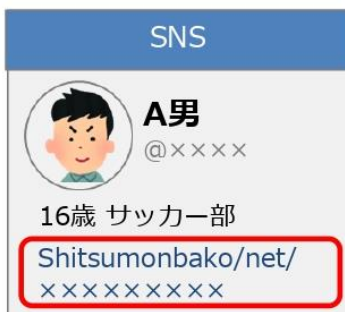 SNS
A男
@××××
16歳 サッカー部
Shitsumonbako/net/
×××××××××